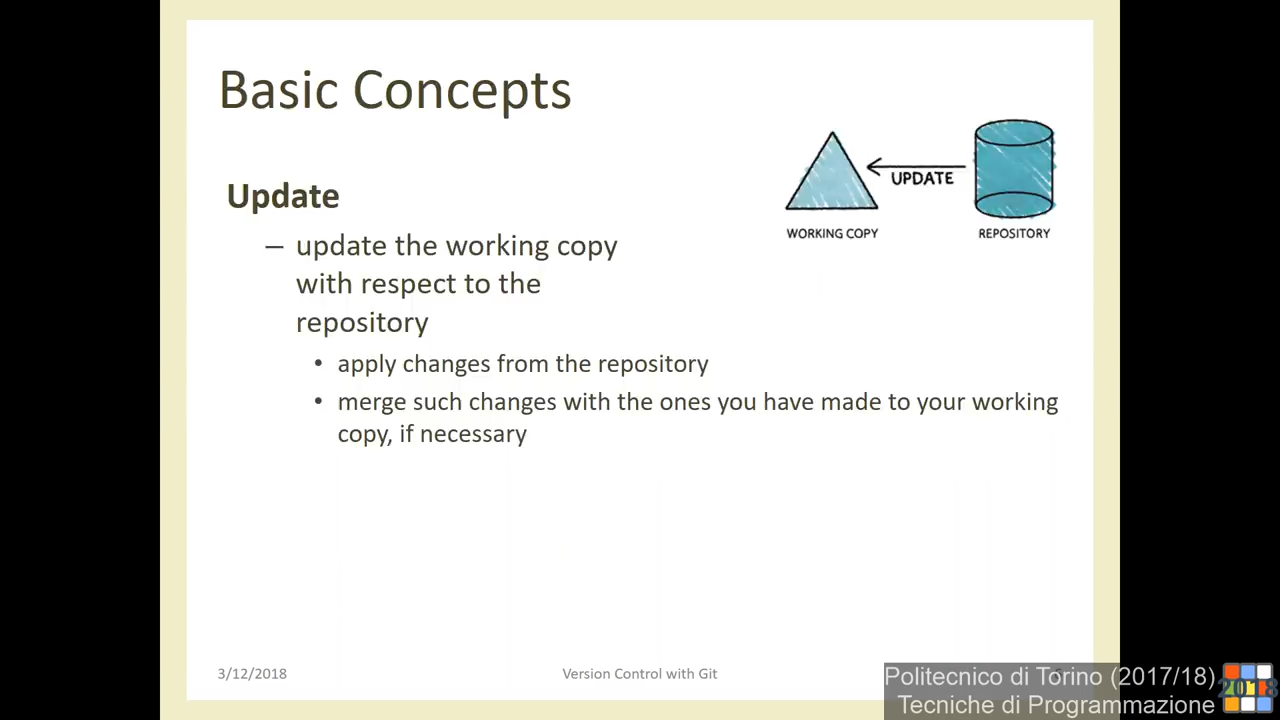 Basic Concepts
UPDATE
WORKING COPY
REPOSITORY
Update
– update the working copy
with respect to the
repository
• apply changes from the repository
• merge such changes with the ones you have made to your working
copy, if necessary
3/12/2018
Version Control with Git
Politecnico di Torino (2017/18)
Tecniche di Programmazione
2018